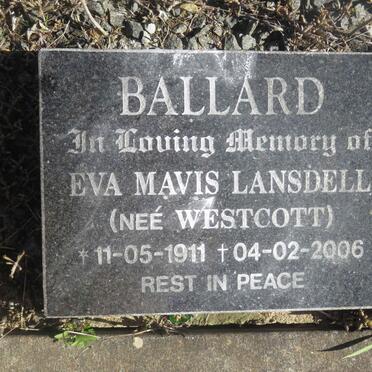 BALLARD
In Loving Memory of
EVA MAVIS LANSDELL
(NEÉ WESTCOTT)
* 11-05-1911 † 04-02-2006
REST IN PEACE